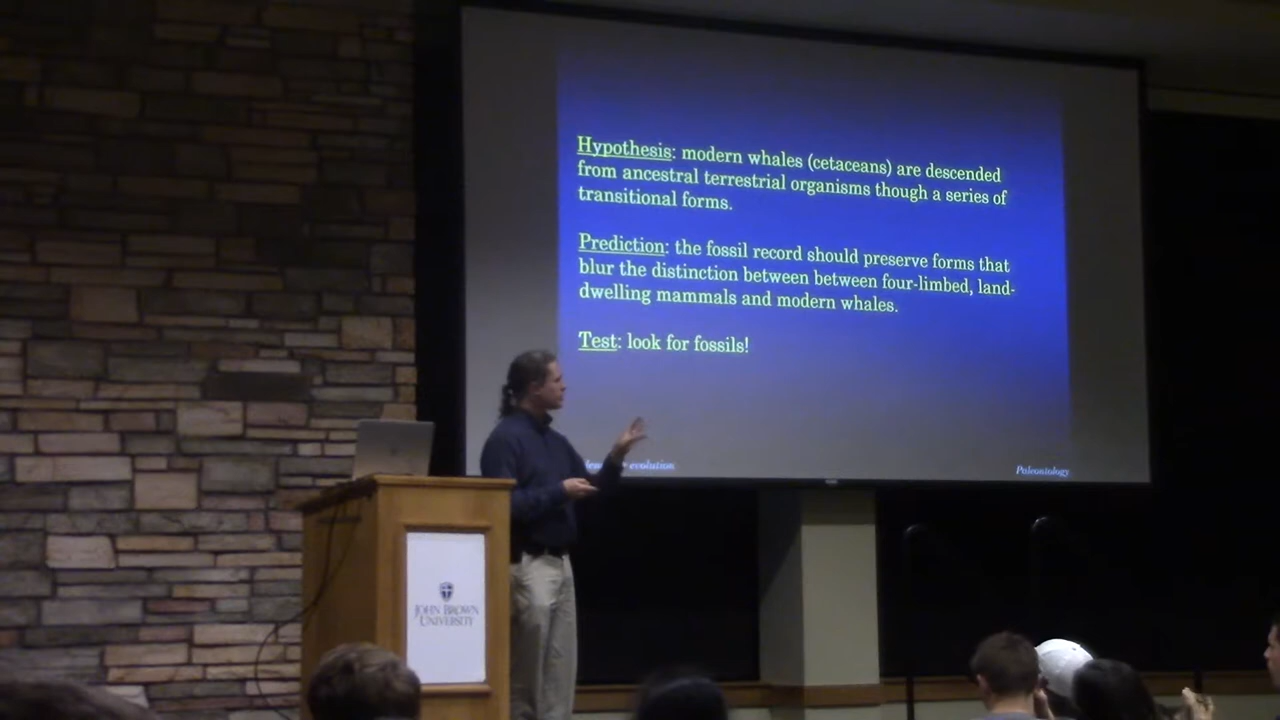 Hypothesis: modern whales (cetaceans) are descended
from ancestral terrestrial organisms though a series of
transitional forms.
Prediction: the fossil record should preserve forms that
blur the distinction between between four-limbed, land-
dwelling mammals and modern whales.
Test: look for fossils!
evolution
Paleontology
JOHN BROWN
UNIVERSITY